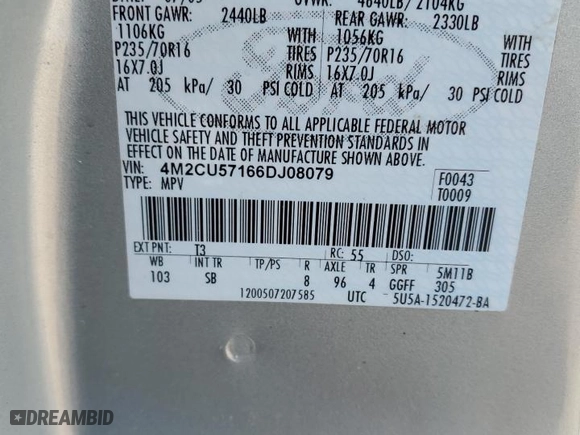 GVWR: 4640LB/ 2104KG
FRONT GAWR: 2440LB REAR GAWR: 2330LB
1106KG WITH 1056KG WITH
P235/70R16 TIRES P235/70R16 TIRES
16X7.0J RIMS 16X7.0J RIMS
AT 205 kPa/ 30 PSI COLD AT 205 kPa/ 30 PSI COLD
Ford
THIS VEHICLE CONFORMS TO ALL APPLICABLE FEDERAL MOTOR
VEHICLE SAFETY AND THEFT PREVENTION STANDARDS IN
EFFECT ON THE DATE OF MANUFACTURE SHOWN ABOVE.
VIN: 4M2CU57166DJ08079
TYPE: MPV
F0043
T0009
EXT PNT: T3 RC: 55 DSO:
WB INT TR TP/PS R AXLE TR SPR 5M11B
103 SB 8 96 4 GGFF 305
1200507207585 UTC 5U5A-1520472-BA
DREAMBID